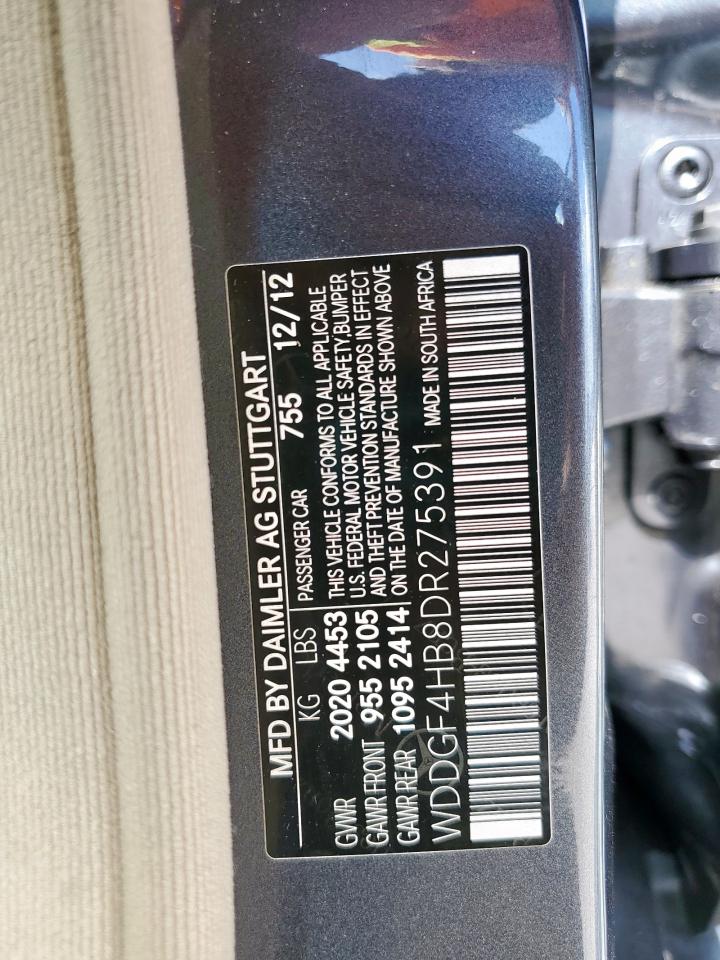 MFD BY DAIMLER AG STUTTGART
KG LBS 755 12/12
PASSENGER CAR
GVWR 2020 4453
GAWR FRONT 955 2105
GAWR REAR 1095 2414
THIS VEHICLE CONFORMS TO ALL APPLICABLE
U.S. FEDERAL MOTOR VEHICLE SAFETY,BUMPER
AND THEFT PREVENTION STANDARDS IN EFFECT
ON THE DATE OF MANUFACTURE SHOWN ABOVE
WDDGF4HB8DR275391 MADE IN SOUTH AFRICA